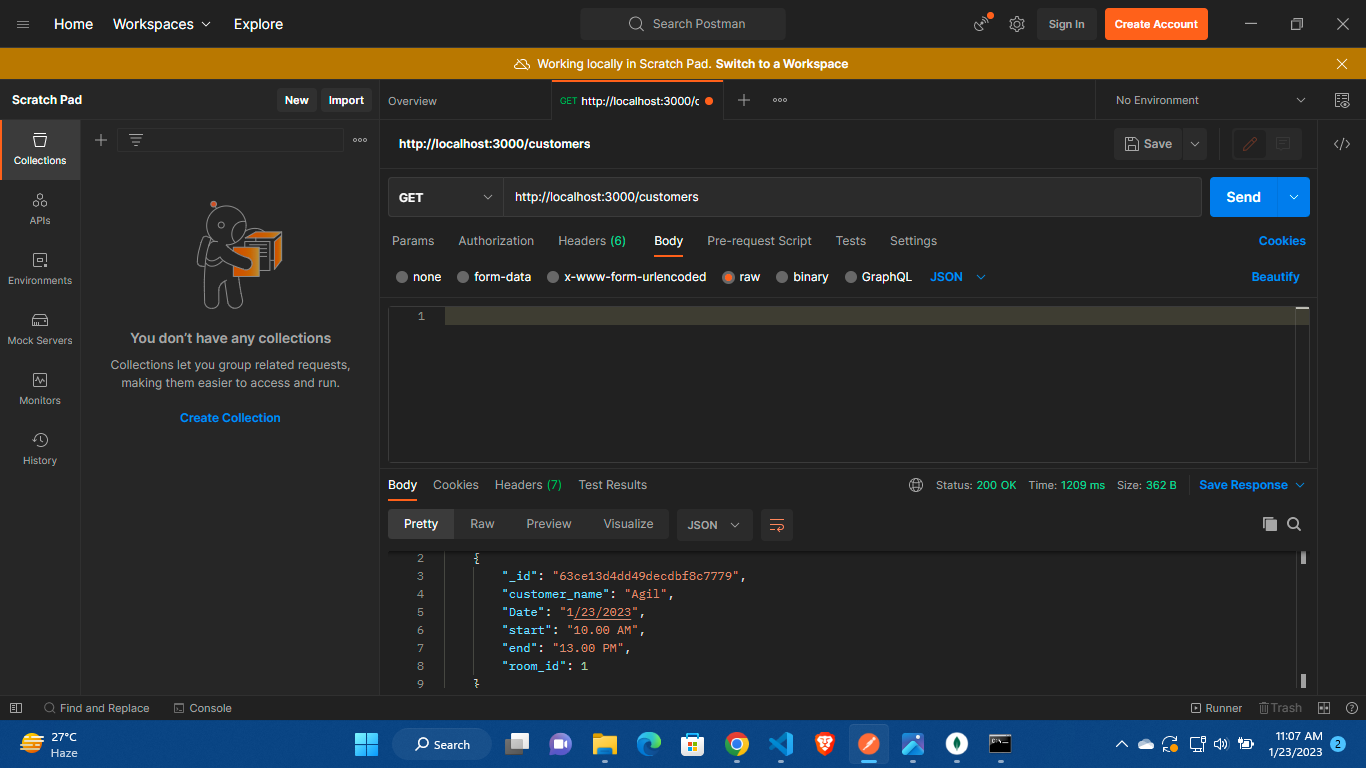 Home Workspaces Explore Search Postman Sign In Create Account
Working locally in Scratch Pad. Switch to a Workspace
Scratch Pad New Import Overview GET http://localhost:3000/c No Environment
http://localhost:3000/customers Save
Collections
GET http://localhost:3000/customers Send
APIs
Params Authorization Headers (6) Body Pre-request Script Tests Settings Cookies
none form-data x-www-form-urlencoded raw binary GraphQL JSON Beautify
Environments
1
Mock Servers
You don't have any collections
Collections let you group related requests,
making them easier to access and run.
Monitors
Create Collection
History
Body Cookies Headers (7) Test Results Status: 200 OK Time: 1209 ms Size: 362 B Save Response
Pretty Raw Preview Visualize JSON
2 {
3 "_id": "63ce13d4dd49decdbf8c7779",
4 "customer_name": "Agil",
5 "Date": "1/23/2023",
6 "start": "10.00 AM",
7 "end": "13.00 PM",
8 "room_id": 1
9 }
Find and Replace Console Runner Trash
27°C
Haze
Search
11:07 AM
1/23/2023 2